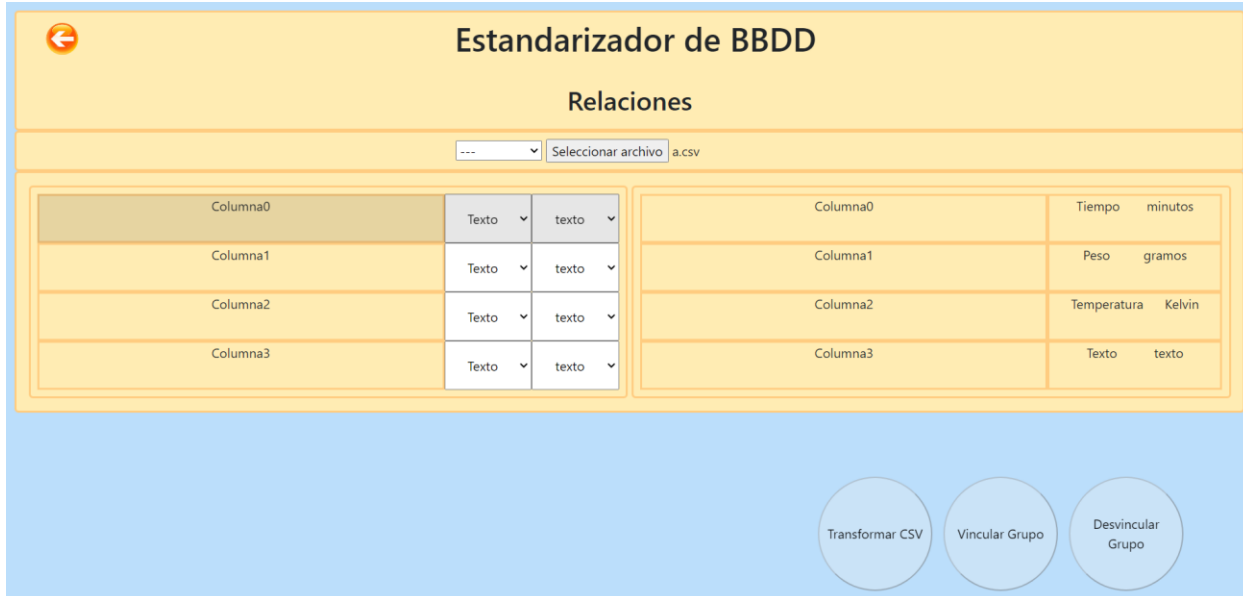 Estandarizador de BBDD
Relaciones
--- Seleccionar archivo a.csv
Columna0 Texto texto Columna0 Tiempo minutos
Columna1 Texto texto Columna1 Peso gramos
Columna2 Texto texto Columna2 Temperatura Kelvin
Columna3 Texto texto Columna3 Texto texto
Transformar CSV
Vincular Grupo
Desvincular
Grupo